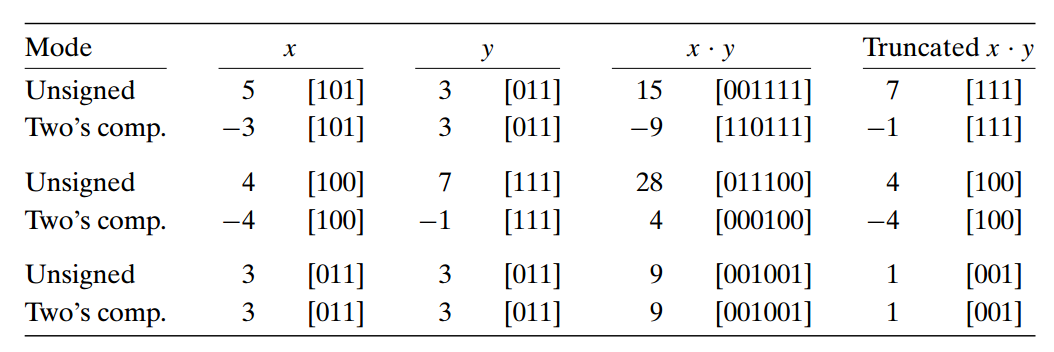 Mode x y x · y Truncated x · y
Unsigned 5 [101] 3 [011] 15 [001111] 7 [111]
Two’s comp. −3 [101] 3 [011] −9 [110111] −1 [111]
Unsigned 4 [100] 7 [111] 28 [011100] 4 [100]
Two’s comp. −4 [100] −1 [111] 4 [000100] −4 [100]
Unsigned 3 [011] 3 [011] 9 [001001] 1 [001]
Two’s comp. 3 [011] 3 [011] 9 [001001] 1 [001]